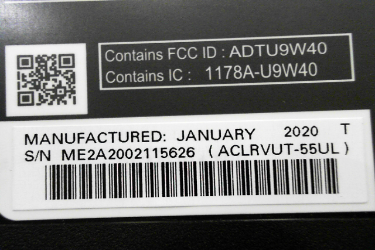 Contains FCC ID : ADTU9W40
Contains IC : 1178A-U9W40
MANUFACTURED: JANUARY 2020 T
S/N ME2A2002115626 ( ACLRVUT-55UL )